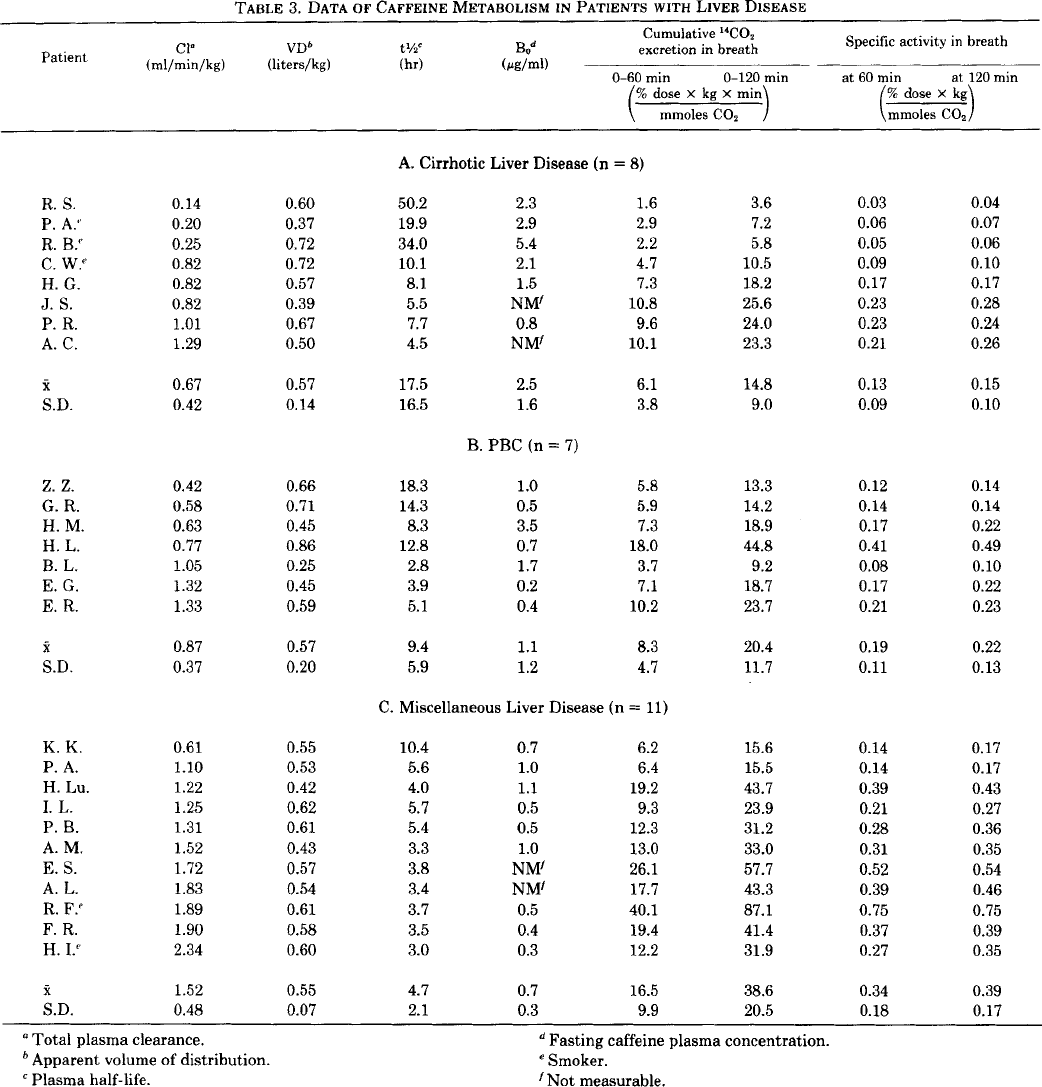 TABLE 3. DATA OF CAFFEINE METABOLISM IN PATIENTS WITH LIVER DISEASE
Patient Clᵃ (ml/min/kg) VDᵇ (liters/kg) t½ᶜ (hr) B₀ᵈ (μg/ml) Cumulative ¹⁴CO₂ excretion in breath Specific activity in breath
0–60 min 0–120 min at 60 min at 120 min
(% dose × kg × min / mmoles CO₂) (% dose × kg / mmoles CO₂)
A. Cirrhotic Liver Disease (n = 8)
R. S. 0.14 0.60 50.2 2.3 1.6 3.6 0.03 0.04
P. A.ᵉ 0.20 0.37 19.9 2.9 2.9 7.2 0.06 0.07
R. B.ᵉ 0.25 0.72 34.0 5.4 2.2 5.8 0.05 0.06
C. W.ᵉ 0.82 0.72 10.1 2.1 4.7 10.5 0.09 0.10
H. G. 0.82 0.57 8.1 1.5 7.3 18.2 0.17 0.17
J. S. 0.82 0.39 5.5 NMᶠ 10.8 25.6 0.23 0.28
P. R. 1.01 0.67 7.7 0.8 9.6 24.0 0.23 0.24
A. C. 1.29 0.50 4.5 NMᶠ 10.1 23.3 0.21 0.26
x̄ 0.67 0.57 17.5 2.5 6.1 14.8 0.13 0.15
S.D. 0.42 0.14 16.5 1.6 3.8 9.0 0.09 0.10
B. PBC (n = 7)
Z. Z. 0.42 0.66 18.3 1.0 5.8 13.3 0.12 0.14
G. R. 0.58 0.71 14.3 0.5 5.9 14.2 0.14 0.14
H. M. 0.63 0.45 8.3 3.5 7.3 18.9 0.17 0.22
H. L. 0.77 0.86 12.8 0.7 18.0 44.8 0.41 0.49
B. L. 1.05 0.25 2.8 1.7 3.7 9.2 0.08 0.10
E. G. 1.32 0.45 3.9 0.2 7.1 18.7 0.17 0.22
E. R. 1.33 0.59 5.1 0.4 10.2 23.7 0.21 0.23
x̄ 0.87 0.57 9.4 1.1 8.3 20.4 0.19 0.22
S.D. 0.37 0.20 5.9 1.2 4.7 11.7 0.11 0.13
C. Miscellaneous Liver Disease (n = 11)
K. K. 0.61 0.55 10.4 0.7 6.2 15.6 0.14 0.17
P. A. 1.10 0.53 5.6 1.0 6.4 15.5 0.14 0.17
H. Lu. 1.22 0.42 4.0 1.1 19.2 43.7 0.39 0.43
I. L. 1.25 0.62 5.7 0.5 9.3 23.9 0.21 0.27
P. B. 1.31 0.61 5.4 0.5 12.3 31.2 0.28 0.36
A. M. 1.52 0.43 3.3 1.0 13.0 33.0 0.31 0.35
E. S. 1.72 0.57 3.8 NMᶠ 26.1 57.7 0.52 0.54
A. L. 1.83 0.54 3.4 NMᶠ 17.7 43.3 0.39 0.46
R. F.ᵉ 1.89 0.61 3.7 0.5 40.1 87.1 0.75 0.75
F. R. 1.90 0.58 3.5 0.4 19.4 41.4 0.37 0.39
H. I.ᵉ 2.34 0.60 3.0 0.3 12.2 31.9 0.27 0.35
x̄ 1.52 0.55 4.7 0.7 16.5 38.6 0.34 0.39
S.D. 0.48 0.07 2.1 0.3 9.9 20.5 0.18 0.17
ᵃ Total plasma clearance.
ᵇ Apparent volume of distribution.
ᶜ Plasma half-life.
ᵈ Fasting caffeine plasma concentration.
ᵉ Smoker.
ᶠ Not measurable.